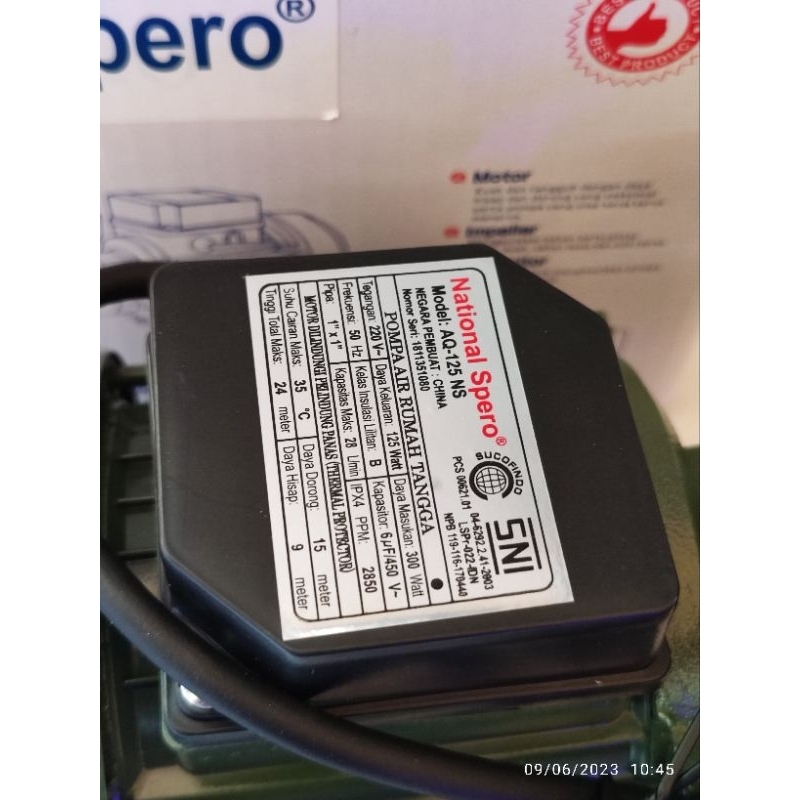 pero®
BEST PRODUCT
Motor
Impeller
National Spero®
Model: AQ-125 NS
NEGARA PEMBUAT : CHINA
Nomor Seri: 1811351080
SUCOFINDO
PCS 00621.01
SNI
04-6292.2.41-2003
LSPr-022-IDN
NPB 119-116-179440
POMPA AIR RUMAH TANGGA
Tegangan: 220 V~ Daya Keluaran: 125 Watt Daya Masukan: 300 Watt
Frekuensi: 50 Hz Kelas Insulasi Lilitan: B Kapasitor: 6µF/450 V~
Pipa: 1" x 1" Kapasitas Maks: 28 L/min IPX4 PPM: 2850
MOTOR DILINDUNGI PELINDUNG PANAS (THERMAL PROTECTOR)
Suhu Cairan Maks: 35 °C Daya Dorong: 15 meter
Tinggi Total Maks: 24 meter Daya Hisap: 9 meter
09/06/2023 10:45